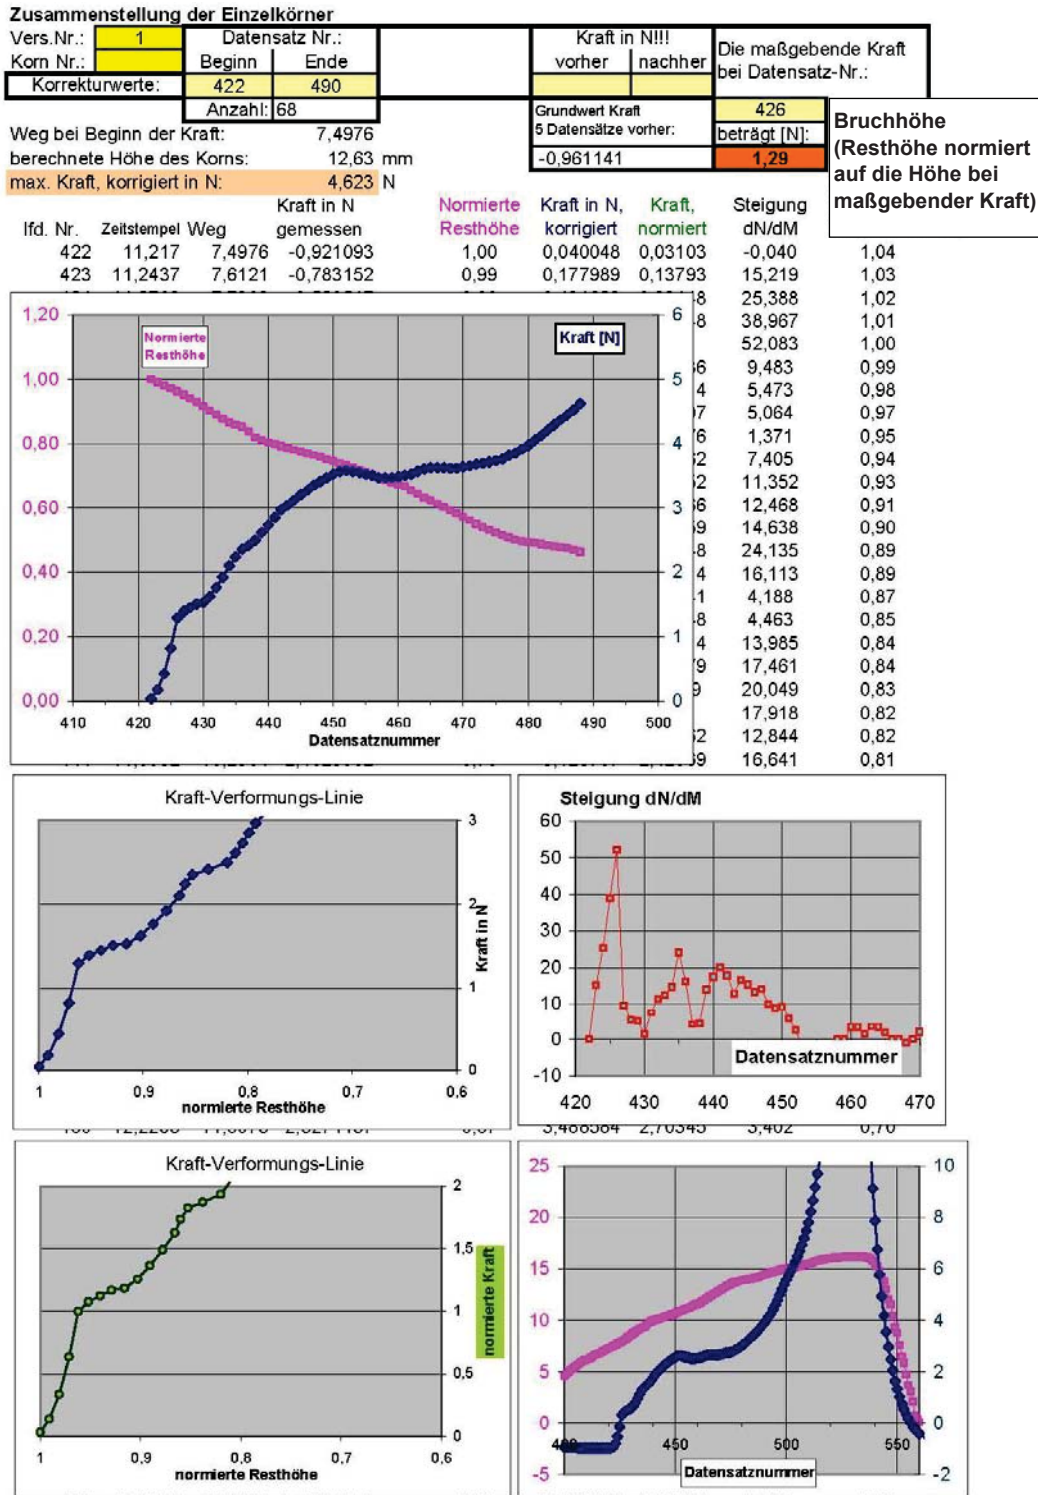 Zusammenstellung der Einzelkörner
Vers.Nr.: 1 Datensatz Nr.: Kraft in N!!! Die maßgebende Kraft
Korn Nr.: Beginn Ende vorher nachher bei Datensatz-Nr.:
Korrekturwerte: 422 490
Anzahl: 68 Grundwert Kraft 426
Weg bei Beginn der Kraft: 7,4976 5 Datensätze vorher: beträgt [N]:
berechnete Höhe des Korns: 12,63 mm -0,961141 1,29
max. Kraft, korrigiert in N: 4,623 N
Bruchhöhe
(Resthöhe normiert
auf die Höhe bei
maßgebender Kraft)
Kraft in N Normierte Kraft in N, Kraft, Steigung
lfd. Nr. Zeitstempel Weg gemessen Resthöhe korrigiert normiert dN/dM
422 11,217 7,4976 -0,921093 1,00 0,040048 0,03103 -0,040 1,04
423 11,2437 7,6121 -0,783152 0,99 0,177989 0,13793 15,219 1,03
25,388 1,02
38,967 1,01
52,083 1,00
9,483 0,99
5,473 0,98
5,064 0,97
1,371 0,95
7,405 0,94
11,352 0,93
12,468 0,91
14,638 0,90
24,135 0,89
16,113 0,89
4,188 0,87
4,463 0,85
13,985 0,84
17,461 0,84
20,049 0,83
17,918 0,82
12,844 0,82
16,641 0,81
1,20 6
Normierte
Resthöhe
Kraft [N]
1,00 5
0,80 4
0,60 3
0,40 2
0,20 1
0,00 0
410 420 430 440 450 460 470 480 490 500
Datensatznummer
Kraft-Verformungs-Linie
3
2
1
0
Kraft in N
1 0,9 0,8 0,7 0,6
normierte Resthöhe
Steigung dN/dM
60
50
40
30
20
10
0
-10
Datensatznummer
420 430 440 450 460 470
3,488584 2,70345 3,402 0,70
Kraft-Verformungs-Linie
2
1,5
1
0,5
0
normierte Kraft
1 0,9 0,8 0,7 0,6
normierte Resthöhe
25 10
20 8
15 6
10 4
5 2
0 0
-5 -2
400 450 500 550
Datensatznummer